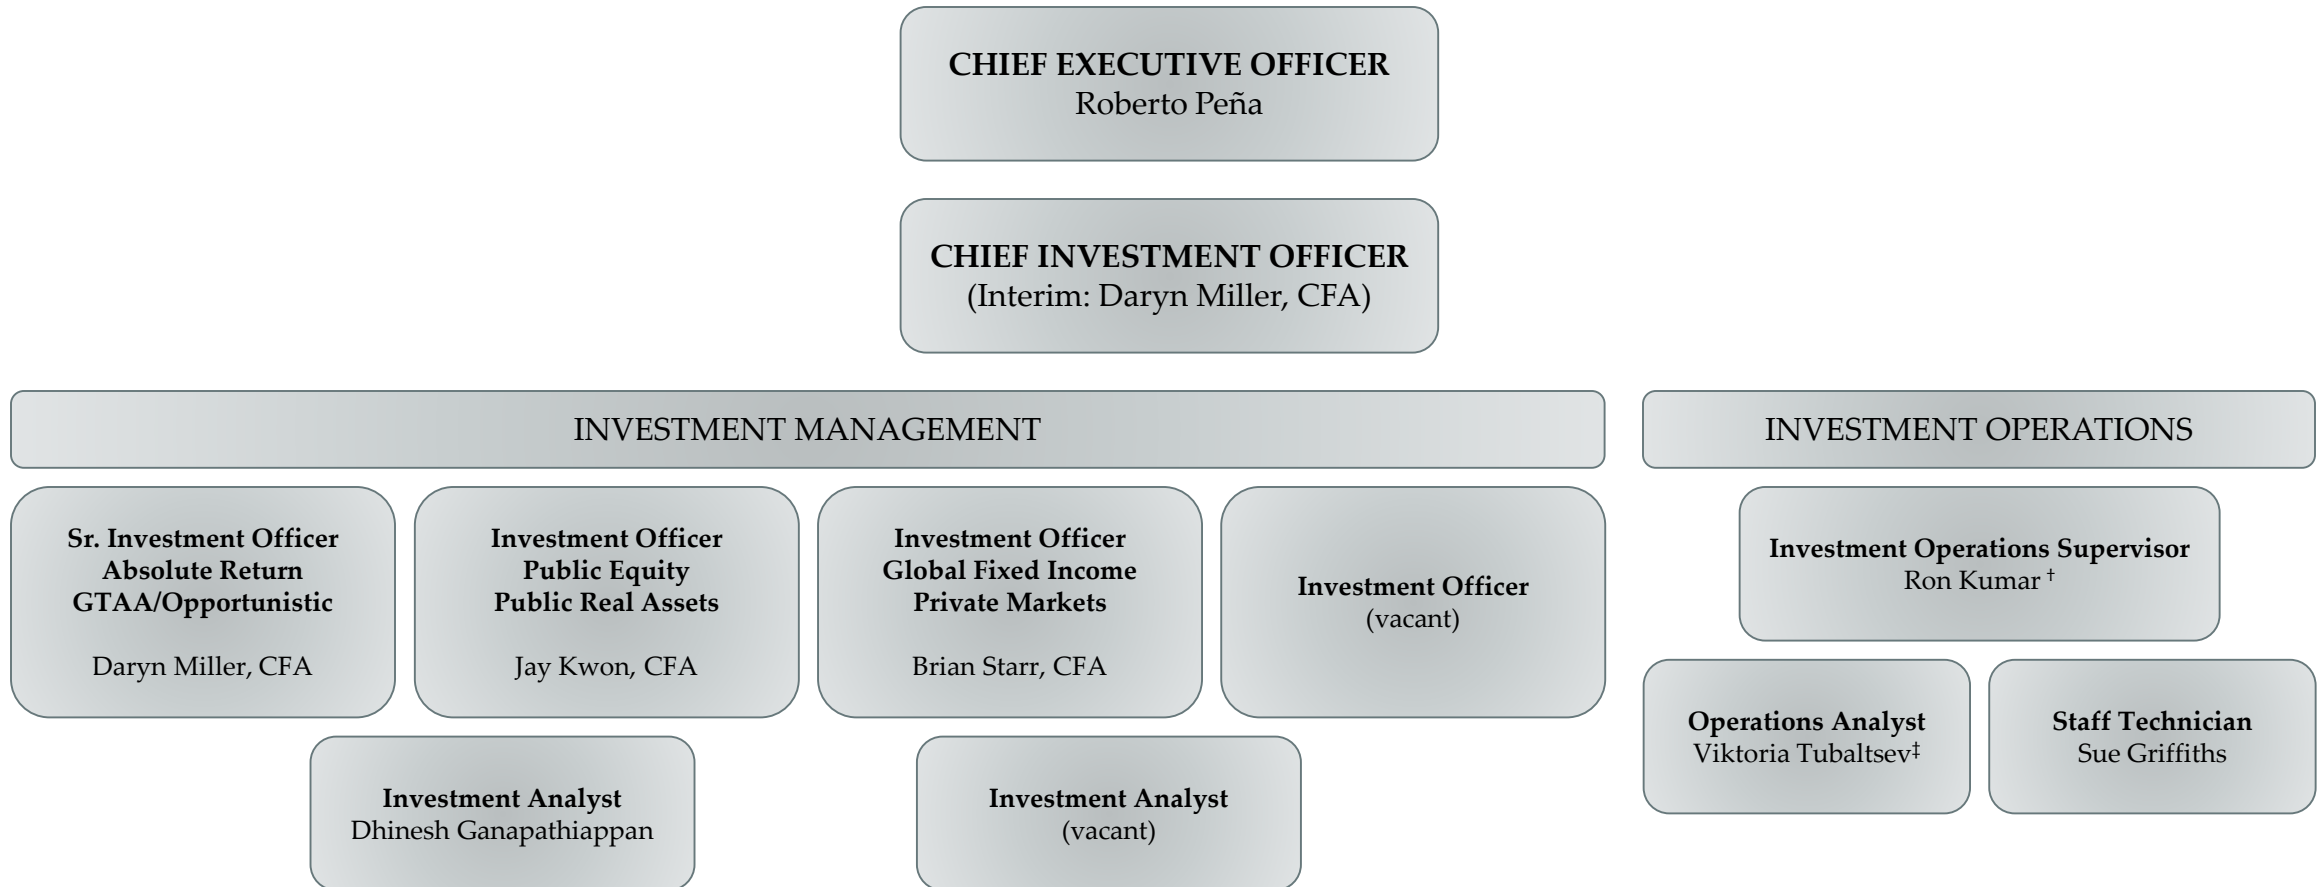 CHIEF EXECUTIVE OFFICER
Roberto Peña
CHIEF INVESTMENT OFFICER
(Interim: Daryn Miller, CFA)
INVESTMENT MANAGEMENT
INVESTMENT OPERATIONS
Sr. Investment Officer
Absolute Return
GTAA/Opportunistic
Daryn Miller, CFA
Investment Officer
Public Equity
Public Real Assets
Jay Kwon, CFA
Investment Officer
Global Fixed Income
Private Markets
Brian Starr, CFA
Investment Officer
(vacant)
Investment Operations Supervisor
Ron Kumar †
Operations Analyst
Viktoria Tubaltsev‡
Staff Technician
Sue Griffiths
Investment Analyst
Dhinesh Ganapathiappan
Investment Analyst
(vacant)